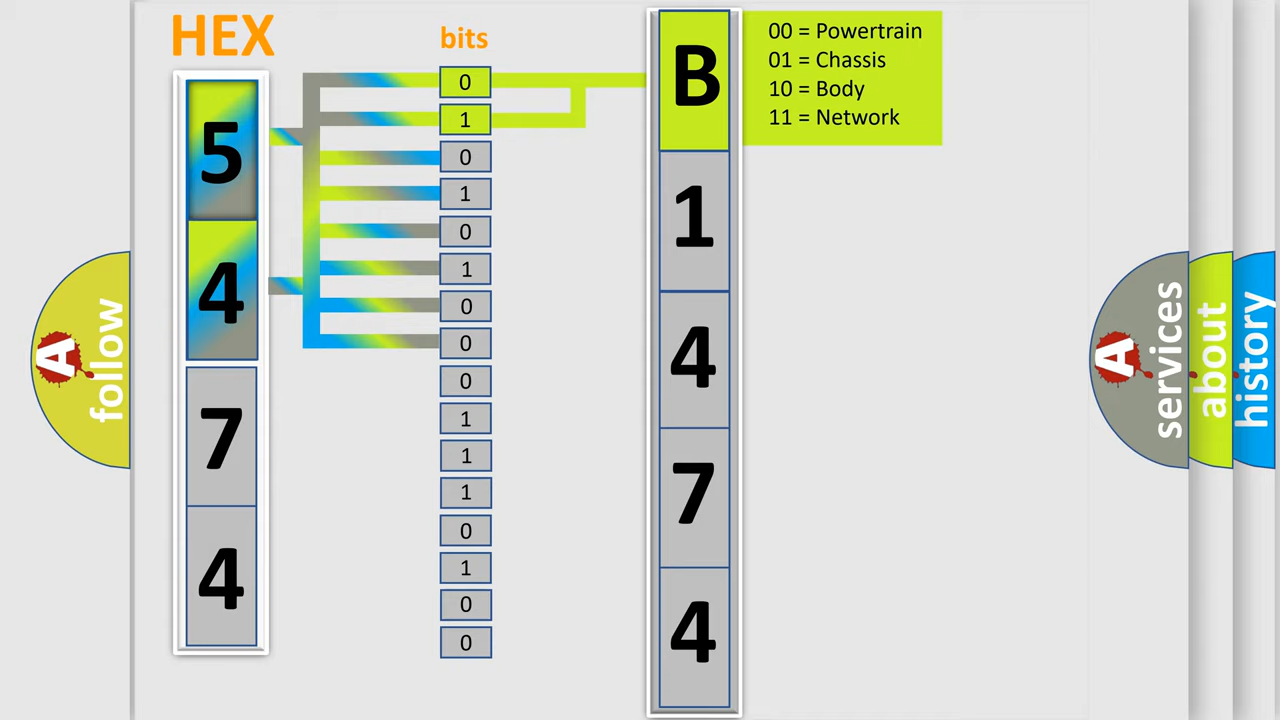 HEX
bits
5
4
7
4
0
1
0
1
0
1
0
0
0
1
1
1
0
1
0
0
B
1
4
7
4
00 = Powertrain
01 = Chassis
10 = Body
11 = Network
A
follow
A
services
about
history